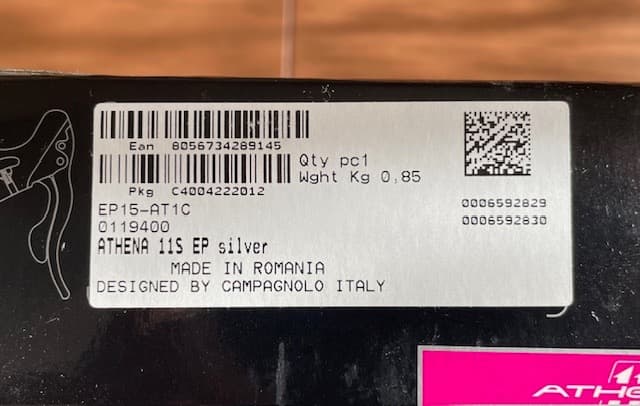 Ean 8056734289145
Qty pc1
Wght Kg 0,85
Pkg C4004222012
EP15-AT1C
0119400
0006592829
0006592830
ATHENA 11S EP silver
MADE IN ROMANIA
DESIGNED BY CAMPAGNOLO ITALY